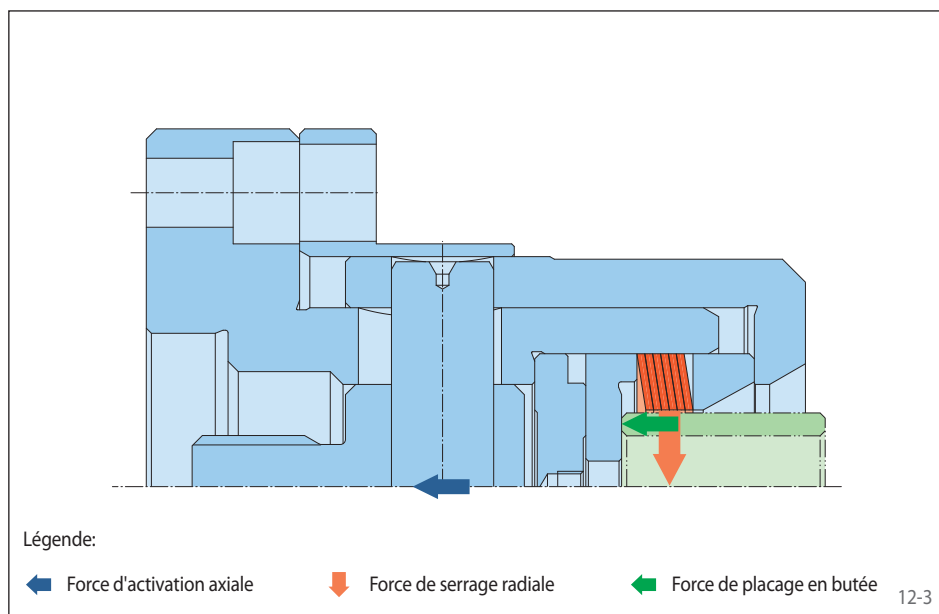 Légende:
Force d'activation axiale
Force de serrage radiale
Force de placage en butée
12-3